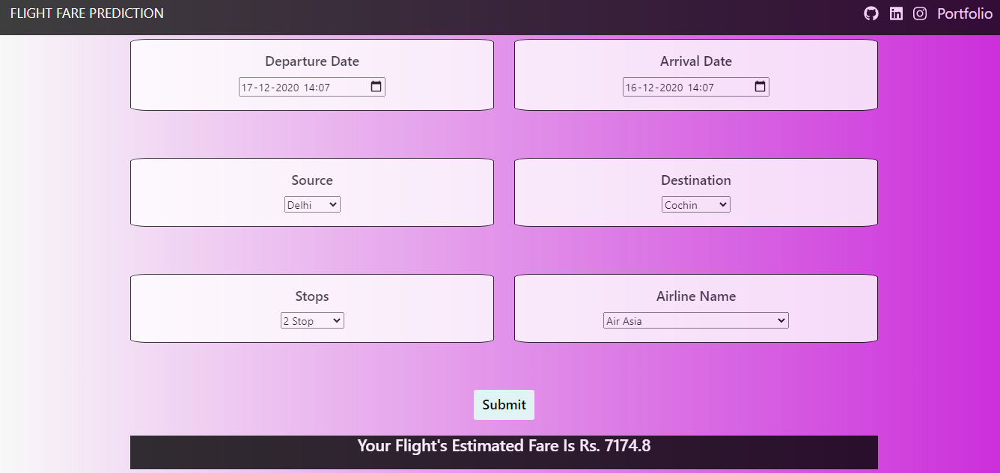 FLIGHT FARE PREDICTION Portfolio
Departure Date Arrival Date
17-12-2020 14:07 16-12-2020 14:07
Source Destination
Delhi Cochin
Stops Airline Name
2 Stop Air Asia
Submit
Your Flight's Estimated Fare Is Rs. 7174.8